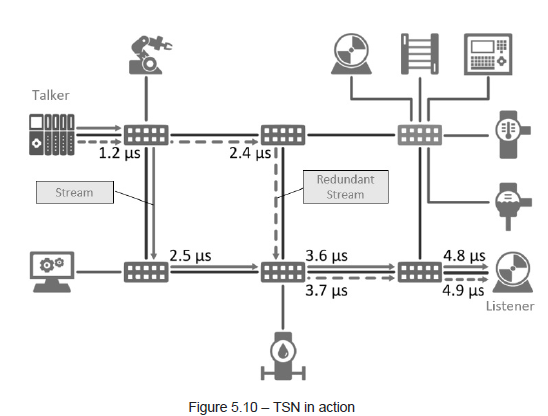 Talker
1.2 µs
2.4 µs
Stream
Redundant
Stream
2.5 µs
3.6 µs
4.8 µs
3.7 µs
4.9 µs
Listener
Figure 5.10 – TSN in action